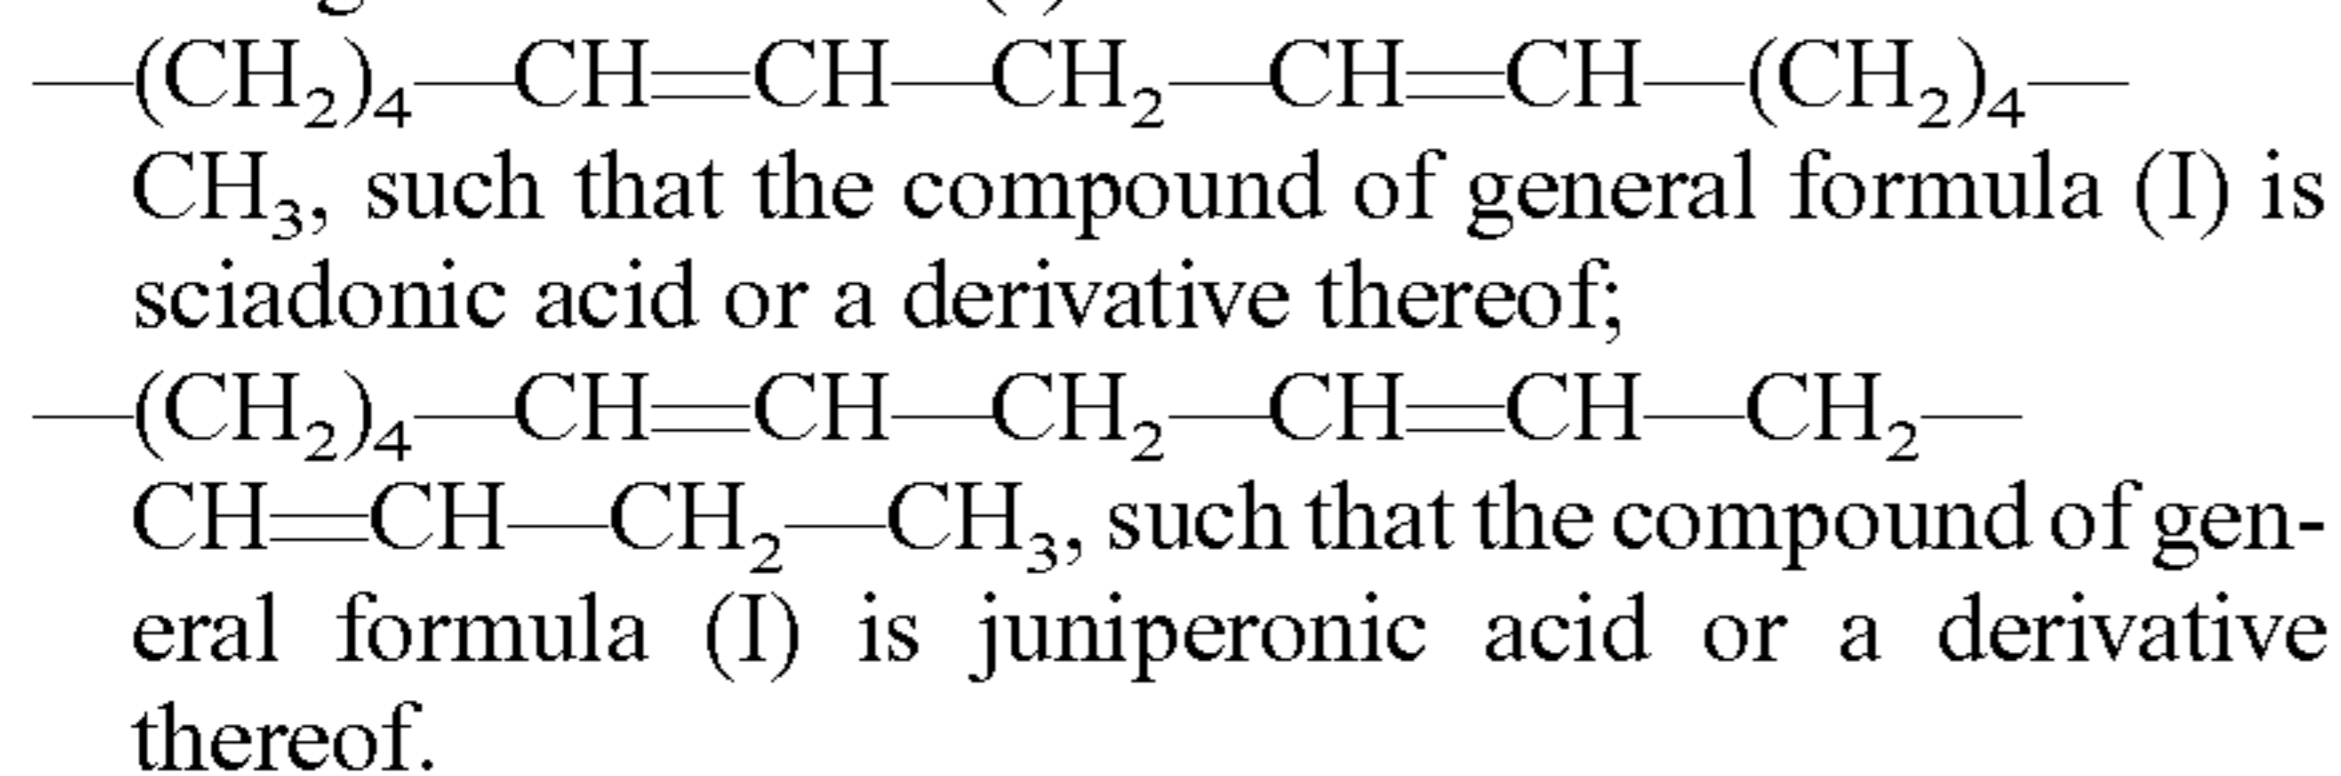 —(CH₂)₄—CH=CH—CH₂—CH=CH—(CH₂)₄—
CH₃, such that the compound of general formula (I) is
sciadonic acid or a derivative thereof;
—(CH₂)₄—CH=CH—CH₂—CH=CH—CH₂—
CH=CH—CH₂—CH₃, such that the compound of gen-
eral formula (I) is juniperonic acid or a derivative
thereof.